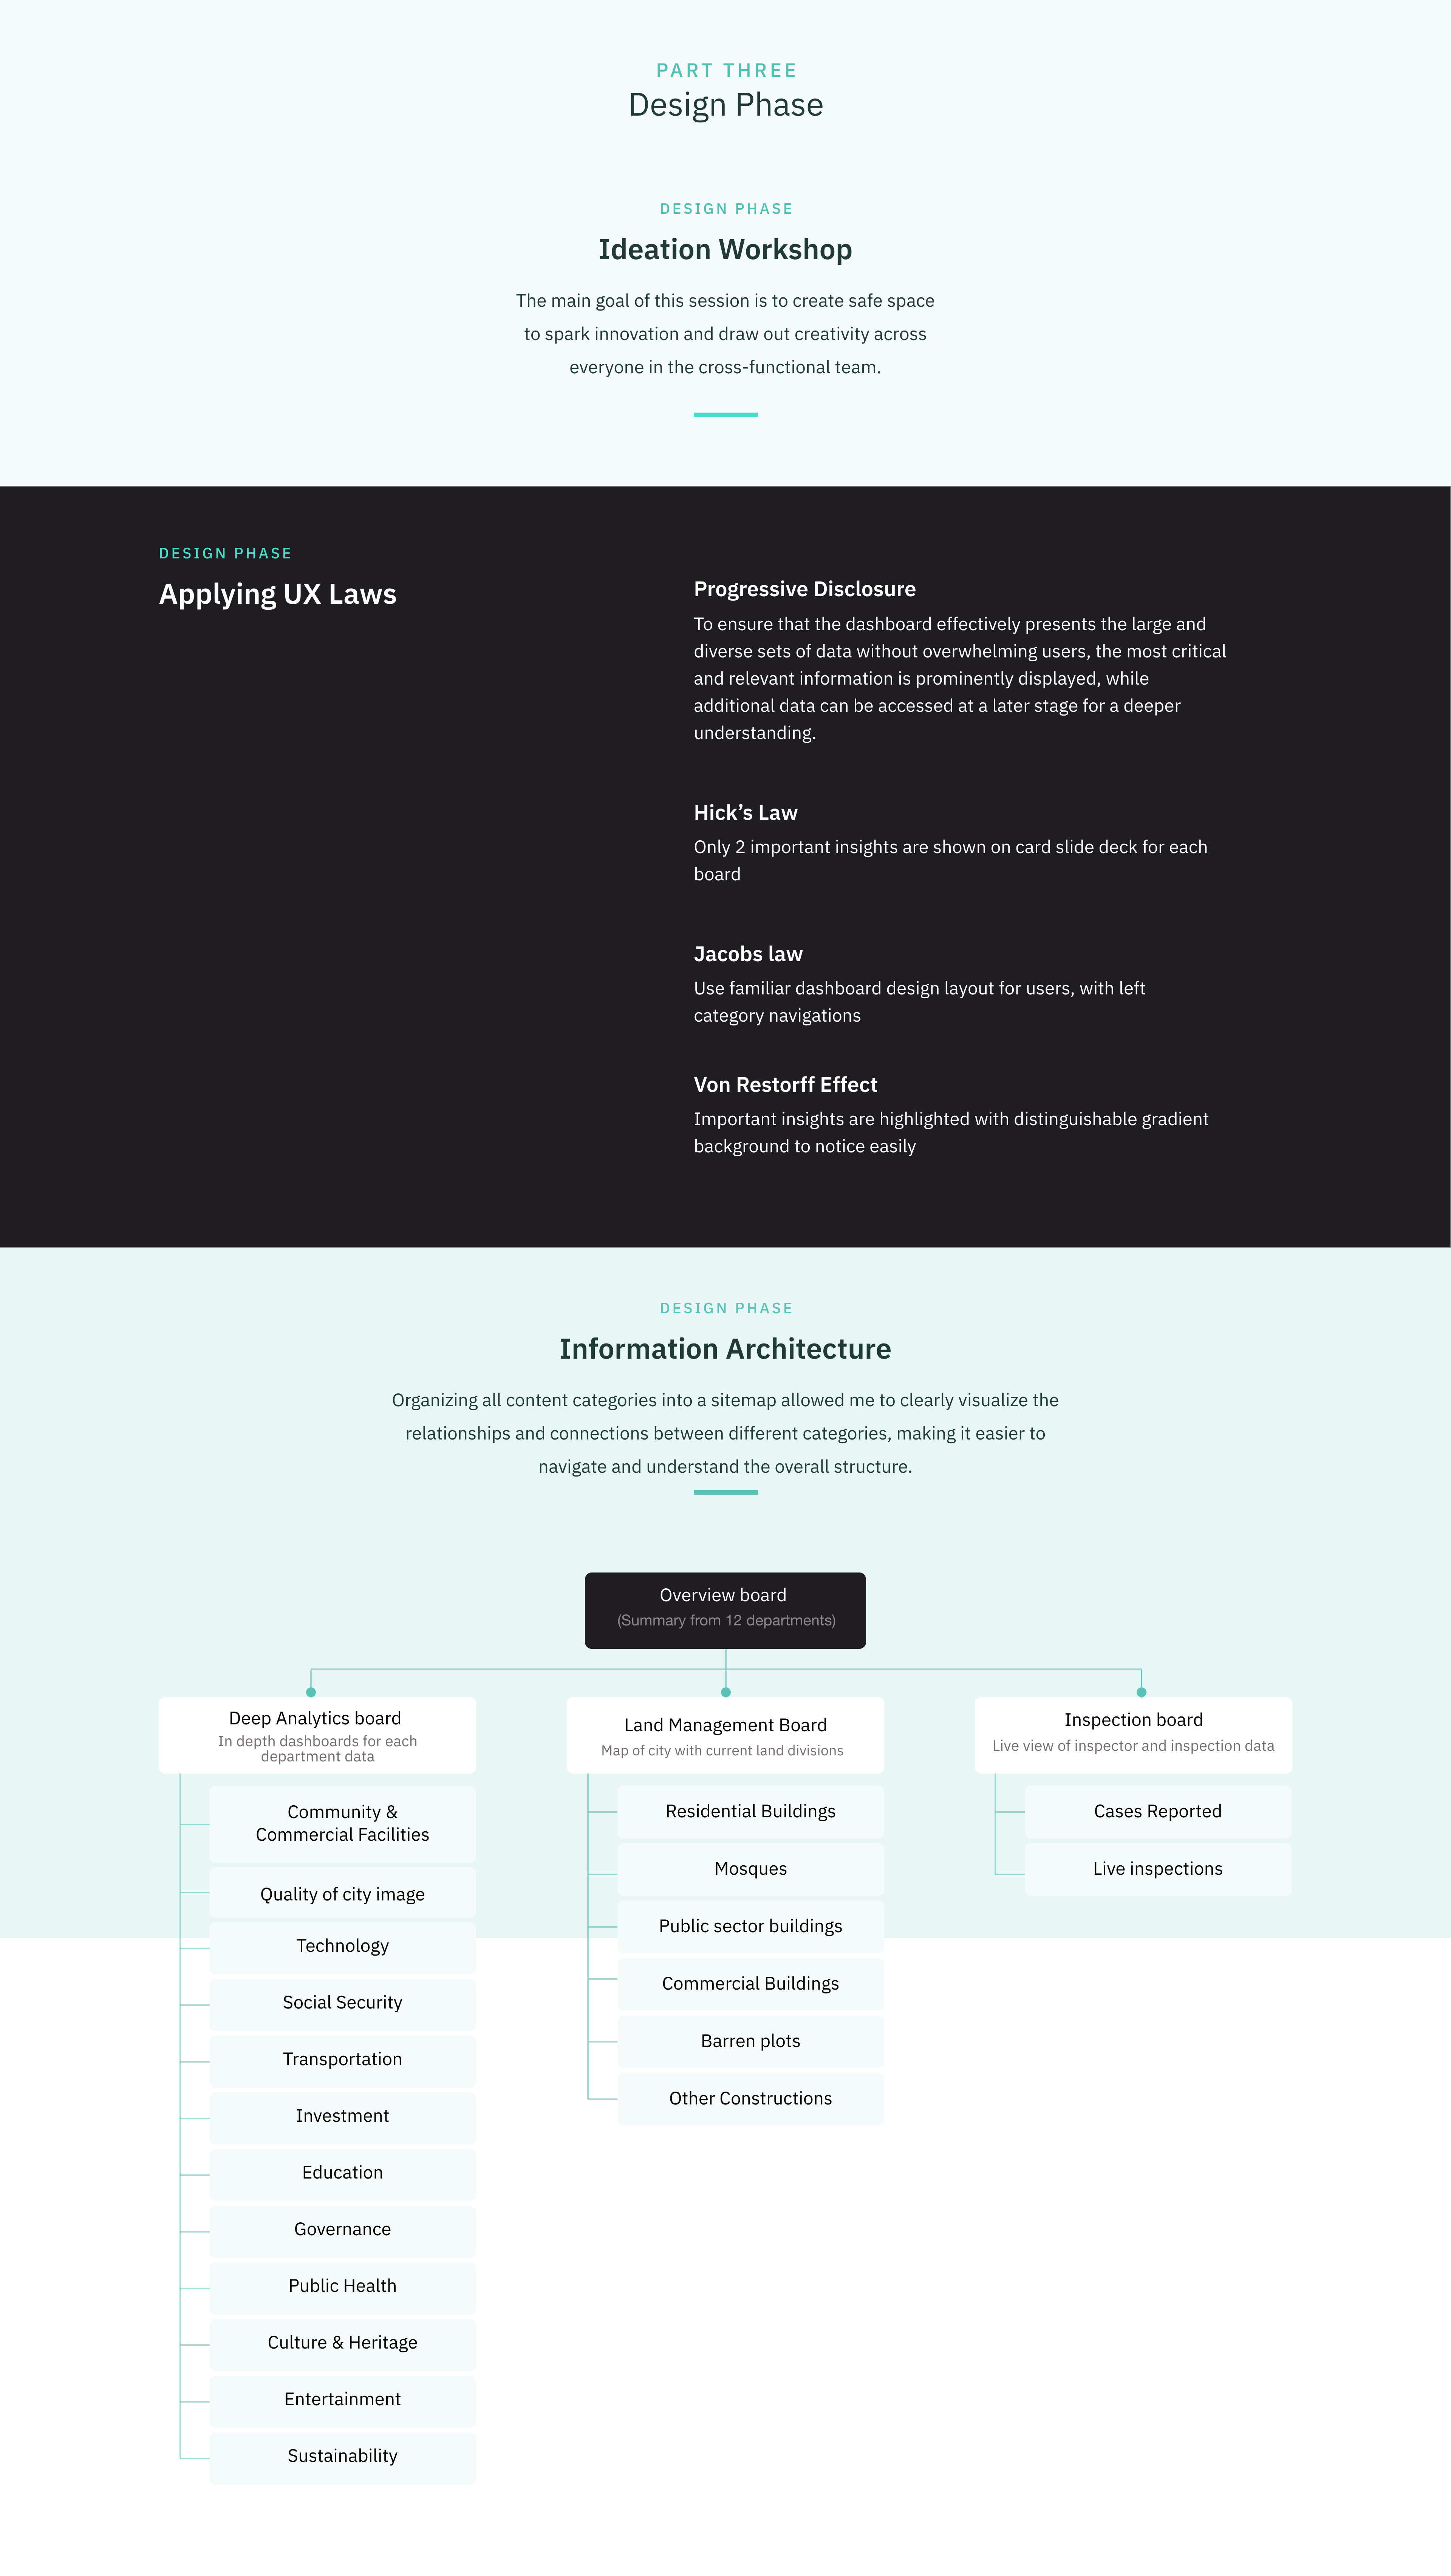 PART THREE
Design Phase
DESIGN PHASE
Ideation Workshop
The main goal of this session is to create safe space
to spark innovation and draw out creativity across
everyone in the cross-functional team.
DESIGN PHASE
Applying UX Laws
Progressive Disclosure
To ensure that the dashboard effectively presents the large and
diverse sets of data without overwhelming users, the most critical
and relevant information is prominently displayed, while
additional data can be accessed at a later stage for a deeper
understanding.
Hick’s Law
Only 2 important insights are shown on card slide deck for each
board
Jacobs law
Use familiar dashboard design layout for users, with left
category navigations
Von Restorff Effect
Important insights are highlighted with distinguishable gradient
background to notice easily
DESIGN PHASE
Information Architecture
Organizing all content categories into a sitemap allowed me to clearly visualize the
relationships and connections between different categories, making it easier to
navigate and understand the overall structure.
Overview board
(Summary from 12 departments)
Deep Analytics board
In depth dashboards for each
department data
Community &
Commercial Facilities
Quality of city image
Technology
Social Security
Transportation
Investment
Education
Governance
Public Health
Culture & Heritage
Entertainment
Sustainability
Land Management Board
Map of city with current land divisions
Residential Buildings
Mosques
Public sector buildings
Commercial Buildings
Barren plots
Other Constructions
Inspection board
Live view of inspector and inspection data
Cases Reported
Live inspections